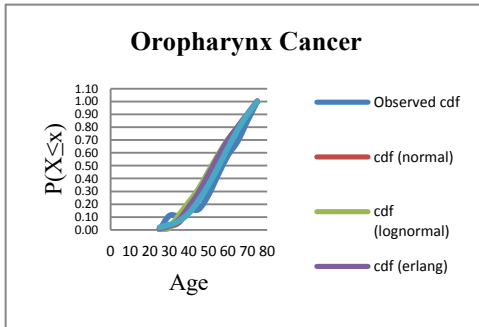 Oropharynx Cancer
P(X≤x)
1.10
1.00
0.90
0.80
0.70
0.60
0.50
0.40
0.30
0.20
0.10
0.00
0 10 20 30 40 50 60 70 80
Age
Observed cdf
cdf (normal)
cdf
(lognormal)
cdf (erlang)